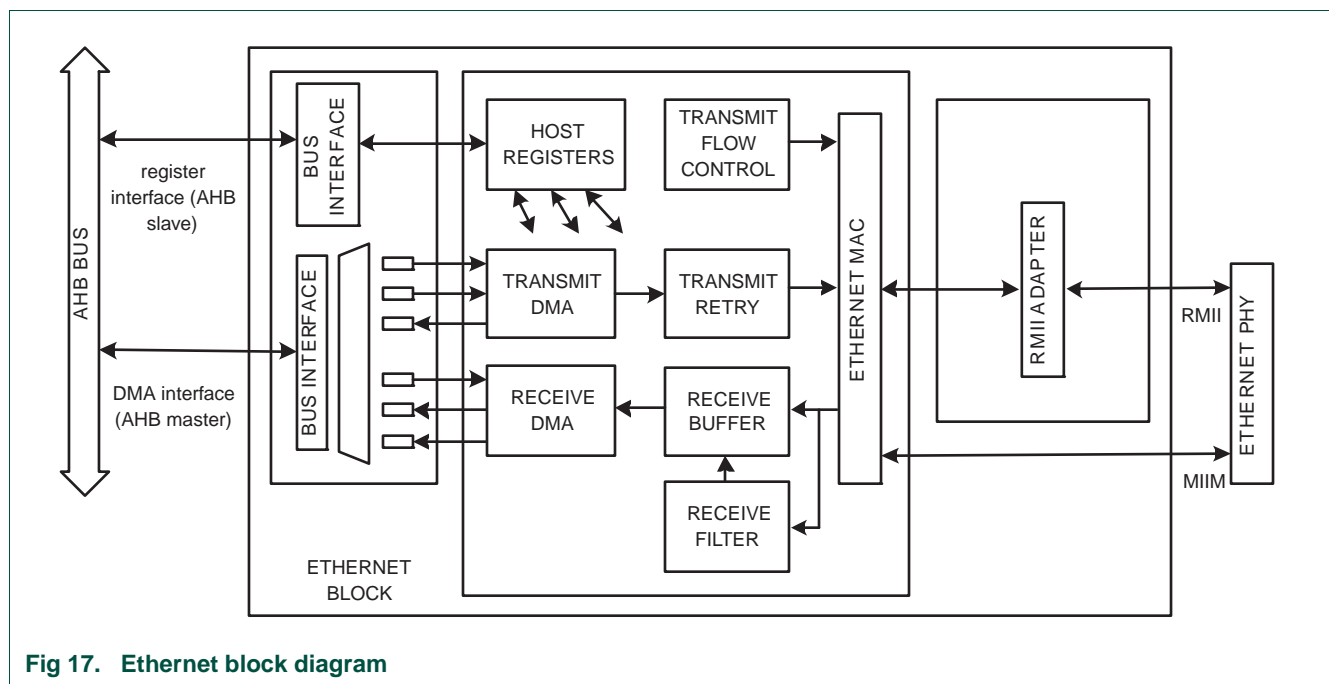 AHB BUS
register
interface (AHB
slave)
DMA interface
(AHB master)
BUS
INTERFACE
BUS INTERFACE
ETHERNET
BLOCK
HOST
REGISTERS
TRANSMIT
FLOW
CONTROL
TRANSMIT
DMA
TRANSMIT
RETRY
RECEIVE
DMA
RECEIVE
BUFFER
RECEIVE
FILTER
ETHERNET MAC
RMII ADAPTER
RMII
MIIM
ETHERNET PHY
Fig 17. Ethernet block diagram